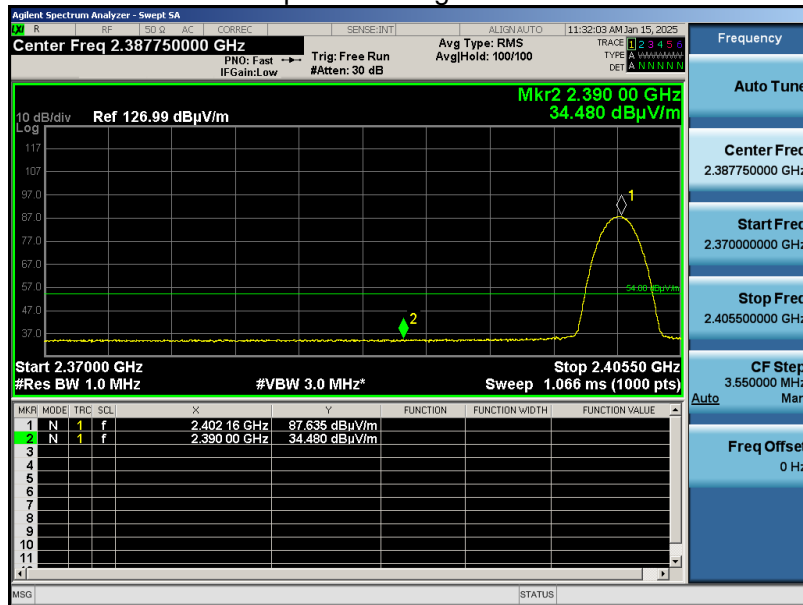 Agilent Spectrum Analyzer - Swept SA
LXI R RF 50 Ω AC CORREC SENSE:INT ALIGN AUTO 11:32:03 AM Jan 15, 2025
Center Freq 2.387750000 GHz
PNO: Fast
IFGain:Low
Trig: Free Run
#Atten: 30 dB
Avg Type: RMS
Avg|Hold: 100/100
TRACE 1 2 3 4 5 6
TYPE A WWWWW
DET A N N N N N
Mkr2 2.390 00 GHz
34.480 dBµV/m
10 dB/div
Log
Ref 126.99 dBµV/m
117
107
97.0
87.0
77.0
67.0
57.0
47.0
37.0
1
54.00 dBµV/m
2
Start 2.37000 GHz Stop 2.40550 GHz
#Res BW 1.0 MHz #VBW 3.0 MHz* Sweep 1.066 ms (1000 pts)
MKR MODE TRC SCL X Y FUNCTION FUNCTION WIDTH FUNCTION VALUE
1 N 1 f 2.402 16 GHz 87.635 dBµV/m
2 N 1 f 2.390 00 GHz 34.480 dBµV/m
3
4
5
6
7
8
9
10
11
MSG STATUS
Frequency
Auto Tune
Center Freq
2.387750000 GHz
Start Freq
2.370000000 GHz
Stop Freq
2.405500000 GHz
CF Step
3.550000 MHz
Auto Man
Freq Offset
0 Hz